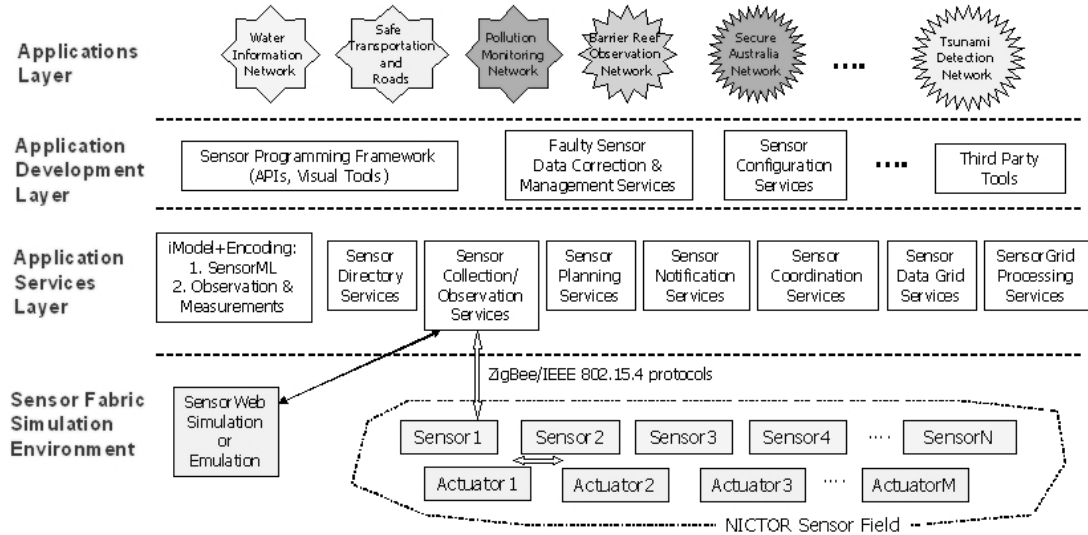 Applications
Layer
Water
Information
Network
Safe
Transportation
and
Roads
Pollution
Monitoring
Network
Barrier Reef
Observation
Network
Secure
Australia
Network
....
Tsunami
Detection
Network
Application
Development
Layer
Sensor Programming Framework
(APIs, Visual Tools)
Faulty Sensor
Data Correction &
Management Services
Sensor
Configuration
Services
....
Third Party
Tools
Application
Services
Layer
iModel+Encoding:
1. SensorML
2. Observation &
Measurements
Sensor
Directory
Services
Sensor
Collection/
Observation
Services
Sensor
Planning
Services
Sensor
Notification
Services
Sensor
Coordination
Services
Sensor
Data Grid
Services
SensorGrid
Processing
Services
ZigBee/IEEE 802.15.4 protocols
Sensor Fabric
Simulation
Environment
SensorWeb
Simulation
or
Emulation
Sensor1
Sensor2
Sensor3
Sensor4
....
SensorN
Actuator1
Actuator2
Actuator3
....
ActuatorM
NICTOR Sensor Field